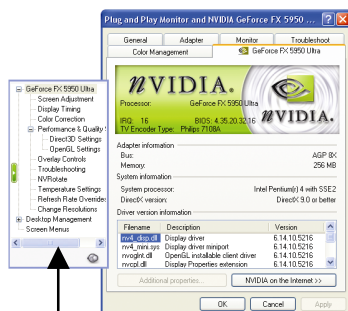 Plug and Play Monitor and NVIDIA GeForce FX 5950 ...
General Adapter Monitor Troubleshoot
Color Management GeForce FX 5950 Ultra
NVIDIA.
Processor: GeForce FX 5950 Ultra
IRQ: 16 BIOS: 4.35.20.32.16
TV Encoder Type: Philips 7108A
NVIDIA.
Adapter information
Bus: AGP 8X
Memory: 256 MB
System information
System processor: Intel Pentium(r) 4 with SSE2
DirectX version: DirectX 9.0 or better
Driver version information
Filename Description Version
nv4_disp.dll Display driver 6.14.10.5216
nv4_mini.sys Display driver miniport 6.14.10.5216
nvoglnt.dll OpenGL installable client driver 6.14.10.5216
nvcpl.dll Display Properties extension 6.14.10.5216
Additional properties... NVIDIA on the Internet >>
OK Cancel Apply
GeForce FX 5950 Ultra
Screen Adjustment
Display Timing
Color Correction
Performance & Quality S
Direct3D Settings
OpenGL Settings
Overlay Controls
Troubleshooting
NVRotate
Temperature Settings
Refresh Rate Overrides
Change Resolutions
Desktop Management
Screen Menus